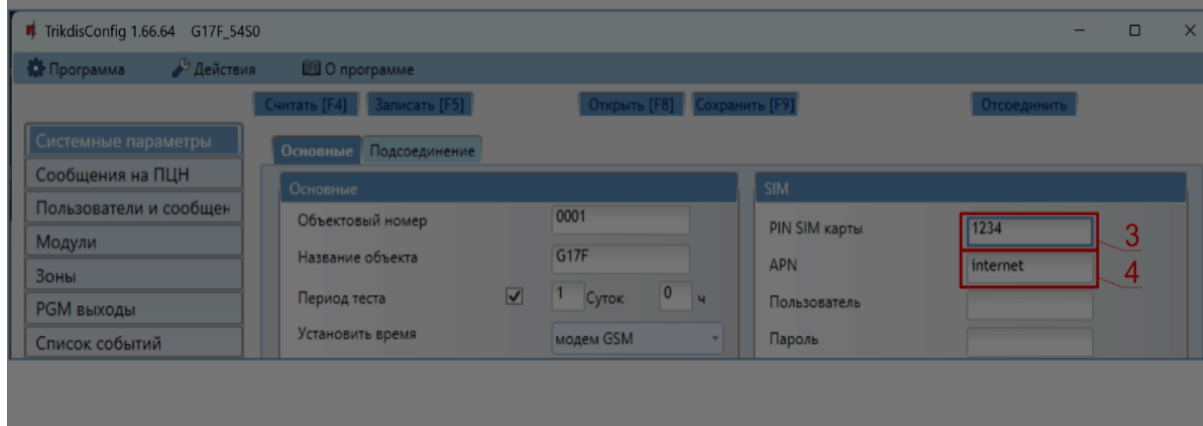 TrikdisConfig 1.66.64 G17F_54S0
Программа Действия О программе
Считать [F4] Записать [F5] Открыть [F8] Сохранить [F9] Отсоединить
Системные параметры
Сообщения на ПЦН
Пользователи и сообщен
Модули
Зоны
PGM выходы
Список событий
Основные Подсоединение
Основные
Объектовый номер 0001
Название объекта G17F
Период теста 1 Суток 0 ч
Установить время модем GSM
SIM
PIN SIM карты 1234 3
APN internet 4
Пользователь
Пароль